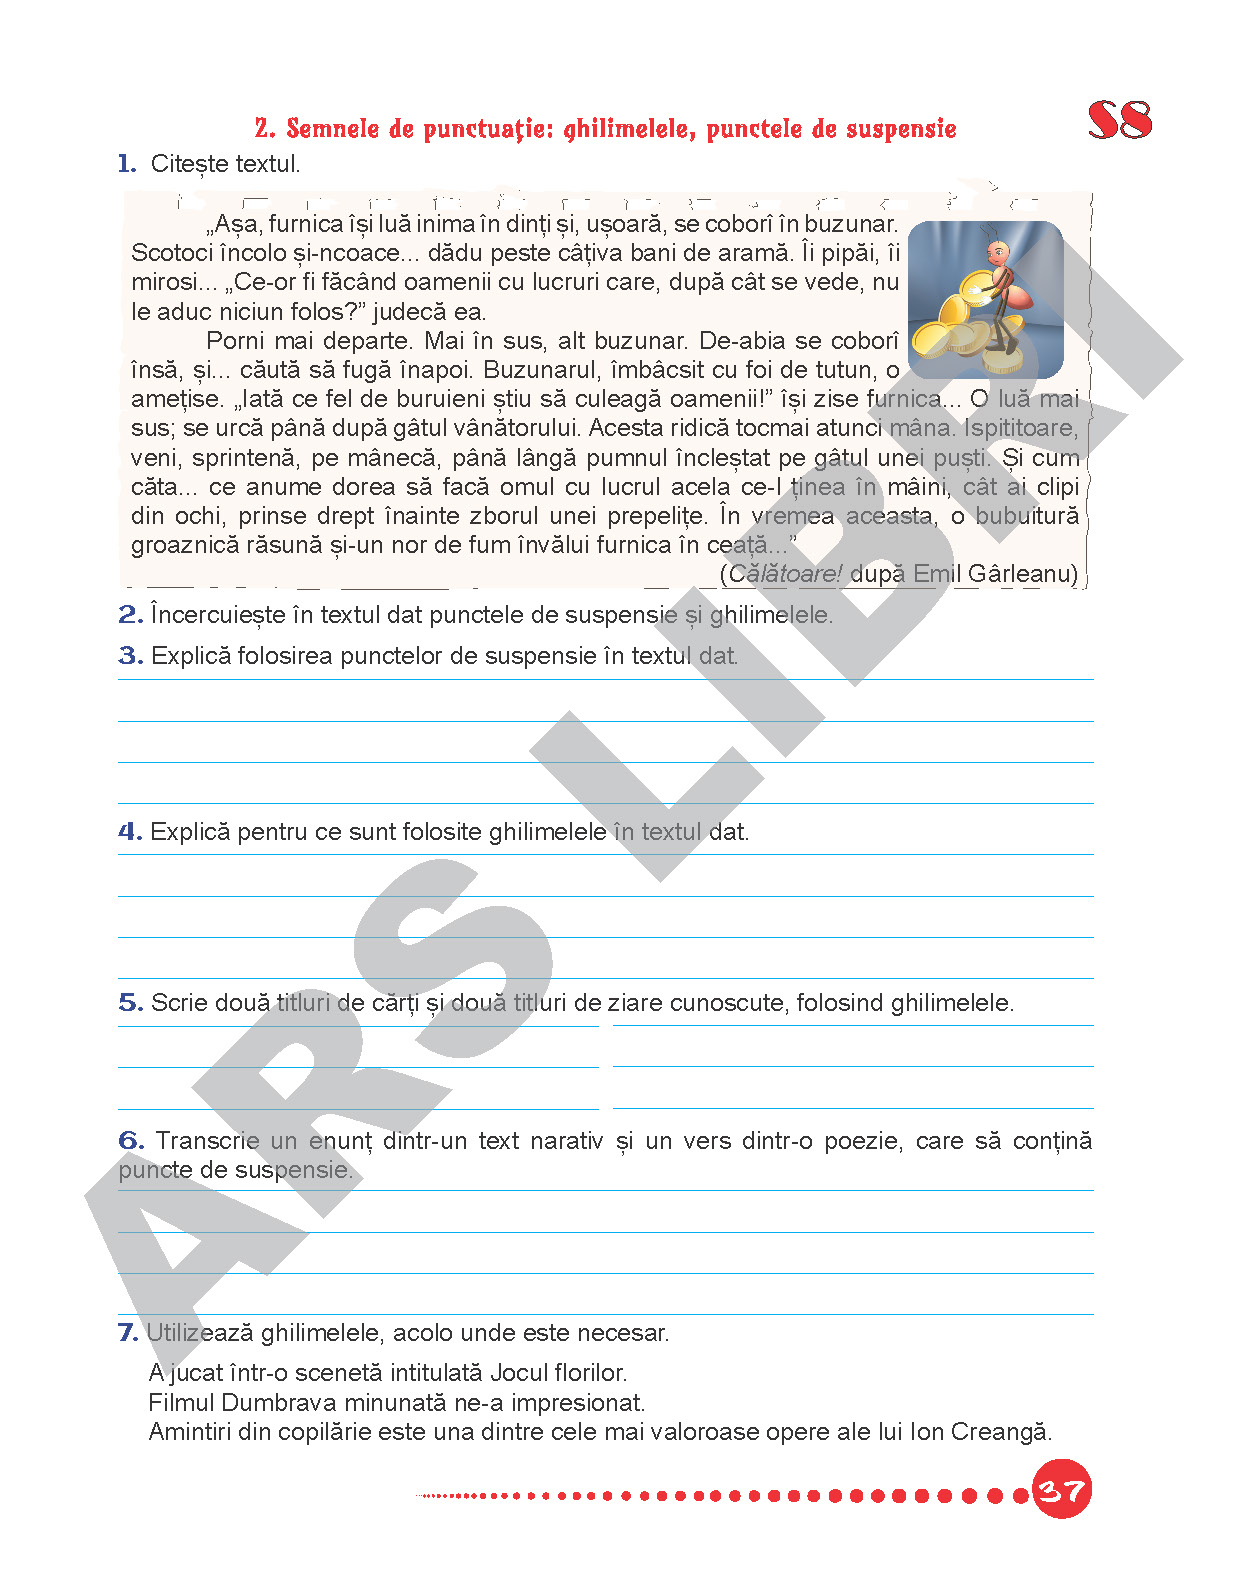 S8
2. Semnele de punctuație: ghilimelele, punctele de suspensie
1. Citește textul.
„Așa, furnica își luă inima în dinți și, ușoară, se coborî în buzunar.
Scotoci încolo și-ncoace... dădu peste câțiva bani de aramă. Îi pipăi, îi
mirosi... „Ce-or fi făcând oamenii cu lucruri care, după cât se vede, nu
le aduc niciun folos?” judecă ea.
Porni mai departe. Mai în sus, alt buzunar. De-abia se coborî
însă, și... căută să fugă înapoi. Buzunarul, îmbâcsit cu foi de tutun, o
amețise. „Iată ce fel de buruieni știu să culeagă oamenii!” își zise furnica... O luă mai
sus; se urcă până după gâtul vânătorului. Acesta ridică tocmai atunci mâna. Ispititoare,
veni, sprintenă, pe mânecă, până lângă pumnul încleștat pe gâtul unei puști. Și cum
căta... ce anume dorea să facă omul cu lucrul acela ce-l ținea în mâini, cât ai clipi
din ochi, prinse drept înainte zborul unei prepelițe. În vremea aceasta, o bubuitură
groaznică răsună și-un nor de fum învălui furnica în ceață...”
(Călătoare! după Emil Gârleanu)
2. Încercuiește în textul dat punctele de suspensie și ghilimelele.
3. Explică folosirea punctelor de suspensie în textul dat.
4. Explică pentru ce sunt folosite ghilimelele în textul dat.
5. Scrie două titluri de cărți și două titluri de ziare cunoscute, folosind ghilimelele.
6. Transcrie un enunț dintr-un text narativ și un vers dintr-o poezie, care să conțină
puncte de suspensie.
7. Utilizează ghilimelele, acolo unde este necesar.
A jucat într-o scenetă intitulată Jocul florilor.
Filmul Dumbrava minunată ne-a impresionat.
Amintiri din copilărie este una dintre cele mai valoroase opere ale lui Ion Creangă.
37
ARS LIBRI